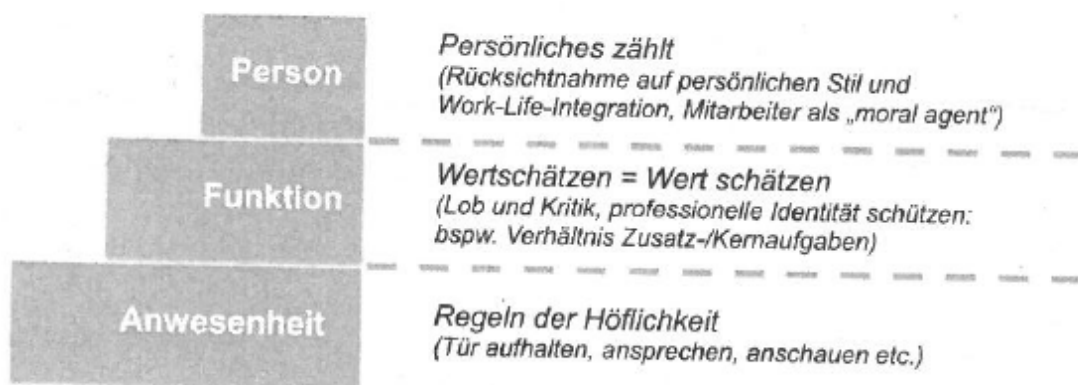 Person
Persönliches zählt
(Rücksichtnahme auf persönlichen Stil und
Work-Life-Integration, Mitarbeiter als „moral agent“)
Funktion
Wertschätzen = Wert schätzen
(Lob und Kritik, professionelle Identität schützen:
bspw. Verhältnis Zusatz-/Kernaufgaben)
Anwesenheit
Regeln der Höflichkeit
(Tür aufhalten, ansprechen, anschauen etc.)